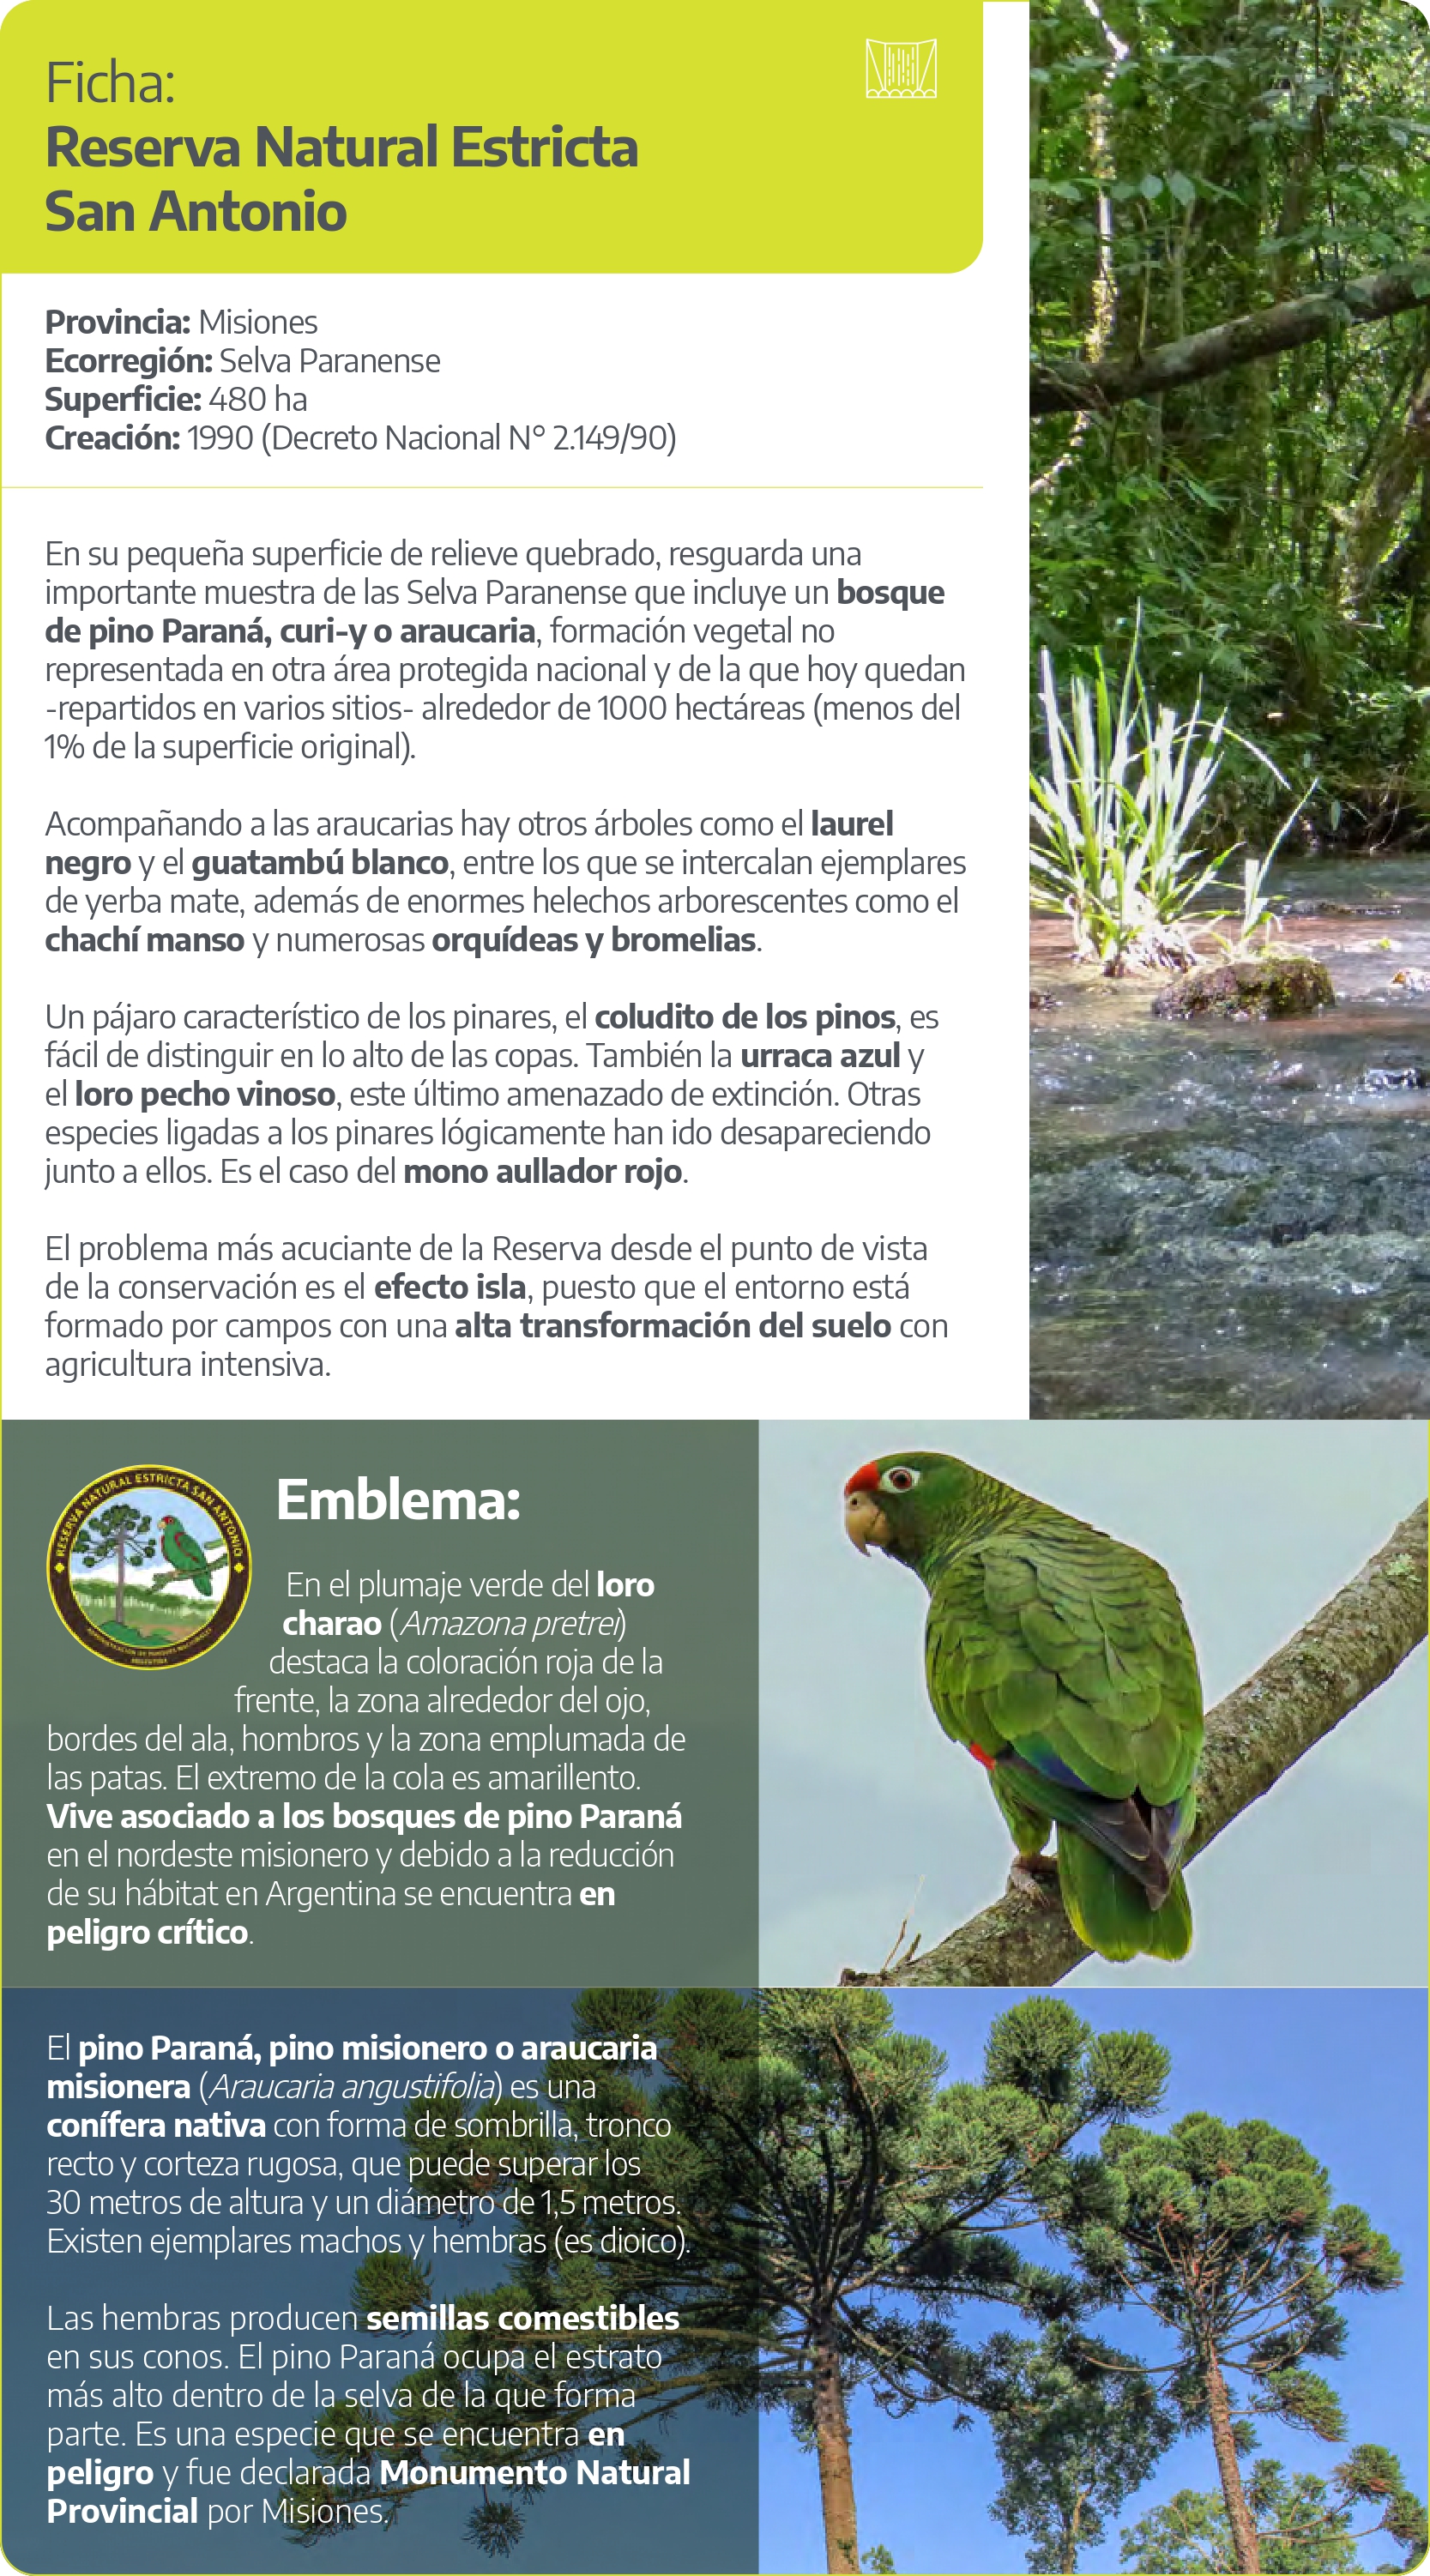 Ficha:
Reserva Natural Estricta
San Antonio
Provincia: Misiones
Ecorregión: Selva Paranense
Superficie: 480 ha
Creación: 1990 (Decreto Nacional N° 2.149/90)
En su pequeña superficie de relieve quebrado, resguarda una
importante muestra de las Selva Paranense que incluye un bosque
de pino Paraná, curi-y o araucaria, formación vegetal no
representada en otra área protegida nacional y de la que hoy quedan
-repartidos en varios sitios- alrededor de 1000 hectáreas (menos del
1% de la superficie original).
Acompañando a las araucarias hay otros árboles como el laurel
negro y el guatambú blanco, entre los que se intercalan ejemplares
de yerba mate, además de enormes helechos arborescentes como el
chachí manso y numerosas orquídeas y bromelias.
Un pájaro característico de los pinares, el coludito de los pinos, es
fácil de distinguir en lo alto de las copas. También la urraca azul y
el loro pecho vinoso, este último amenazado de extinción. Otras
especies ligadas a los pinares lógicamente han ido desapareciendo
junto a ellos. Es el caso del mono aullador rojo.
El problema más acuciante de la Reserva desde el punto de vista
de la conservación es el efecto isla, puesto que el entorno está
formado por campos con una alta transformación del suelo con
agricultura intensiva.
RESERVA NATURAL ESTRICTA SAN ANTONIO
ADMINISTRACIÓN DE PARQUES NACIONALES
ARGENTINA
Emblema:
En el plumaje verde del loro
charao (Amazona pretrei)
destaca la coloración roja de la
frente, la zona alrededor del ojo,
bordes del ala, hombros y la zona emplumada de
las patas. El extremo de la cola es amarillento.
Vive asociado a los bosques de pino Paraná
en el nordeste misionero y debido a la reducción
de su hábitat en Argentina se encuentra en
peligro crítico.
El pino Paraná, pino misionero o araucaria
misionera (Araucaria angustifolia) es una
conífera nativa con forma de sombrilla, tronco
recto y corteza rugosa, que puede superar los
30 metros de altura y un diámetro de 1,5 metros.
Existen ejemplares machos y hembras (es dioico).
Las hembras producen semillas comestibles
en sus conos. El pino Paraná ocupa el estrato
más alto dentro de la selva de la que forma
parte. Es una especie que se encuentra en
peligro y fue declarada Monumento Natural
Provincial por Misiones.